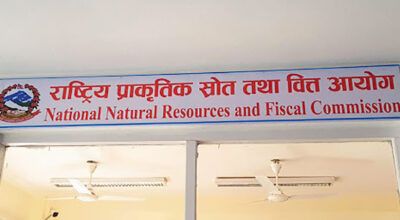 राष्ट्रिय प्राकृतिक स्रोत तथा वित्त आयोग
National Natural Resources and Fiscal Commission